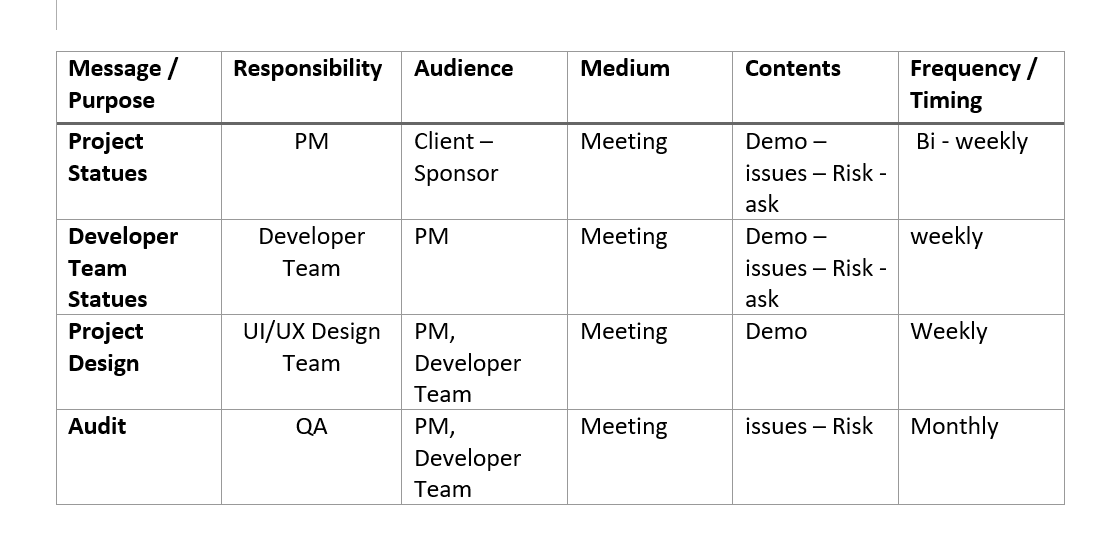 Message / Purpose | Responsibility | Audience | Medium | Contents | Frequency / Timing
Project Statues | PM | Client – Sponsor | Meeting | Demo – issues – Risk - ask | Bi - weekly
Developer Team Statues | Developer Team | PM | Meeting | Demo – issues – Risk - ask | weekly
Project Design | UI/UX Design Team | PM, Developer Team | Meeting | Demo | Weekly
Audit | QA | PM, Developer Team | Meeting | issues – Risk | Monthly